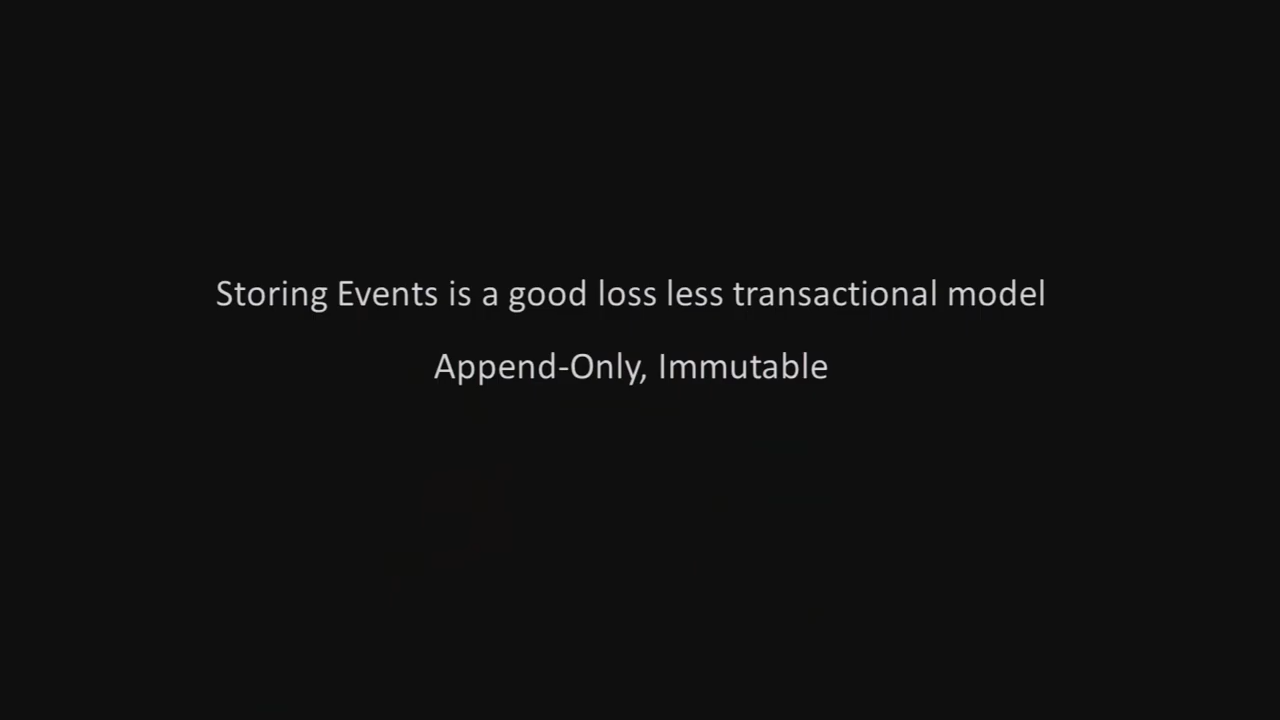 Storing Events is a good loss less transactional model
Append-Only, Immutable